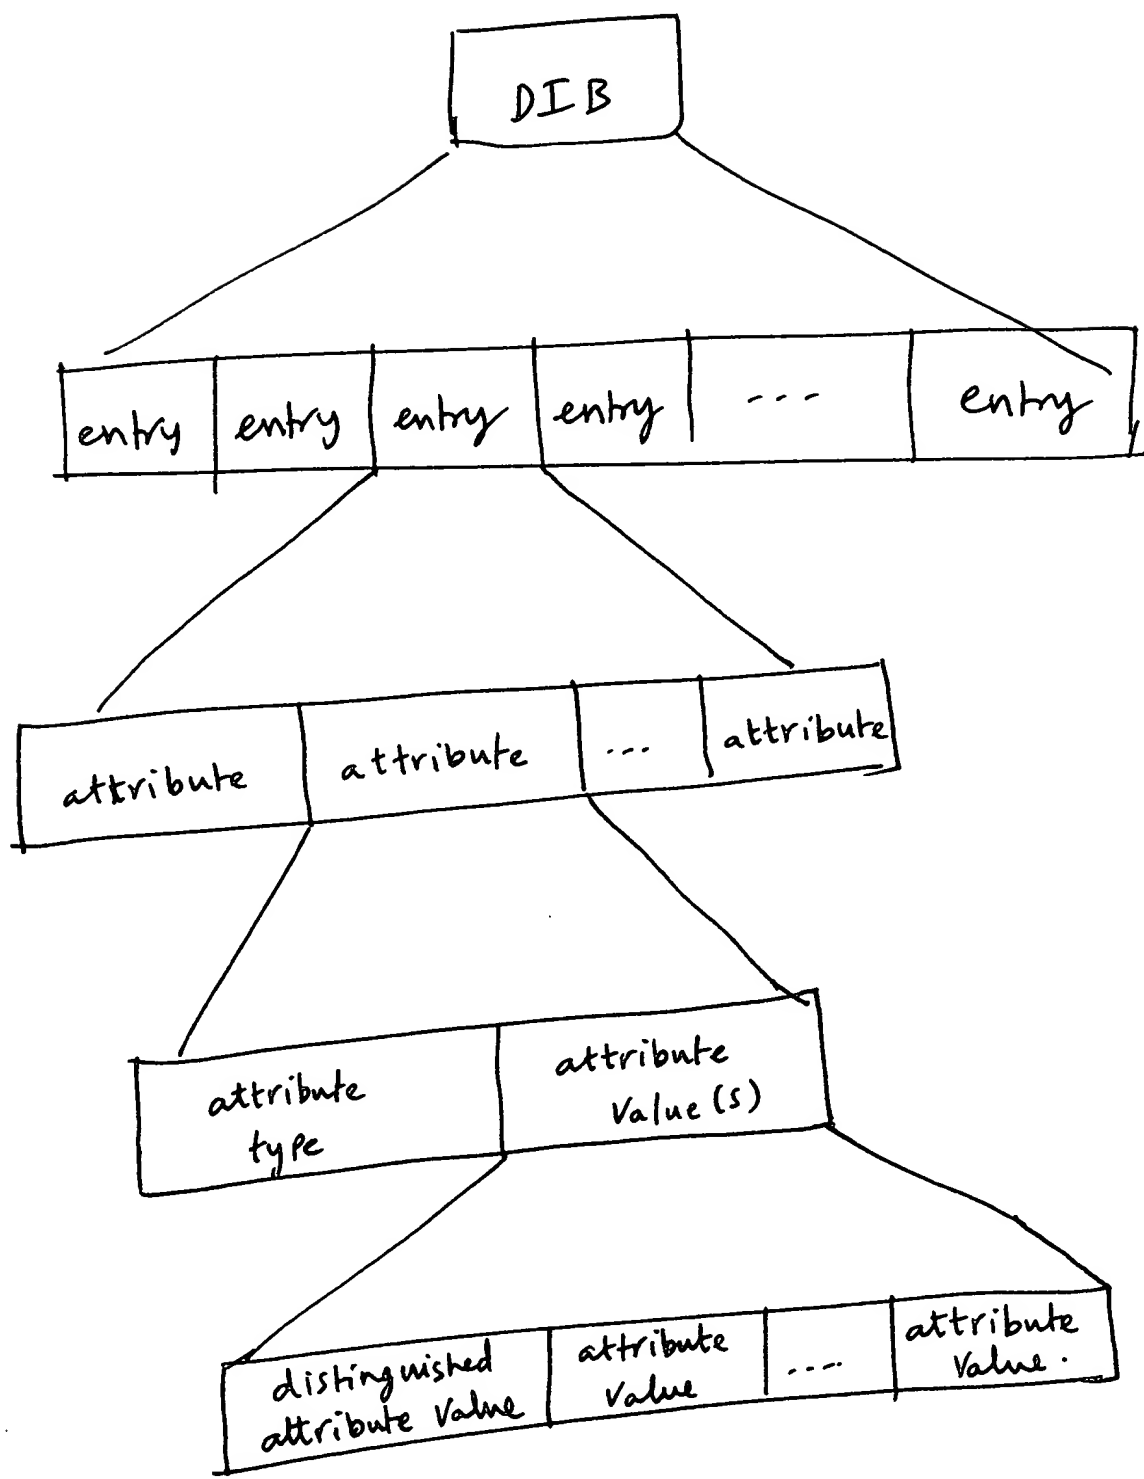 DIB
entry entry entry entry --- entry
attribute attribute --- attribute
attribute attribute
type value(s)
distinguished attribute .... attribute
attribute value value value.